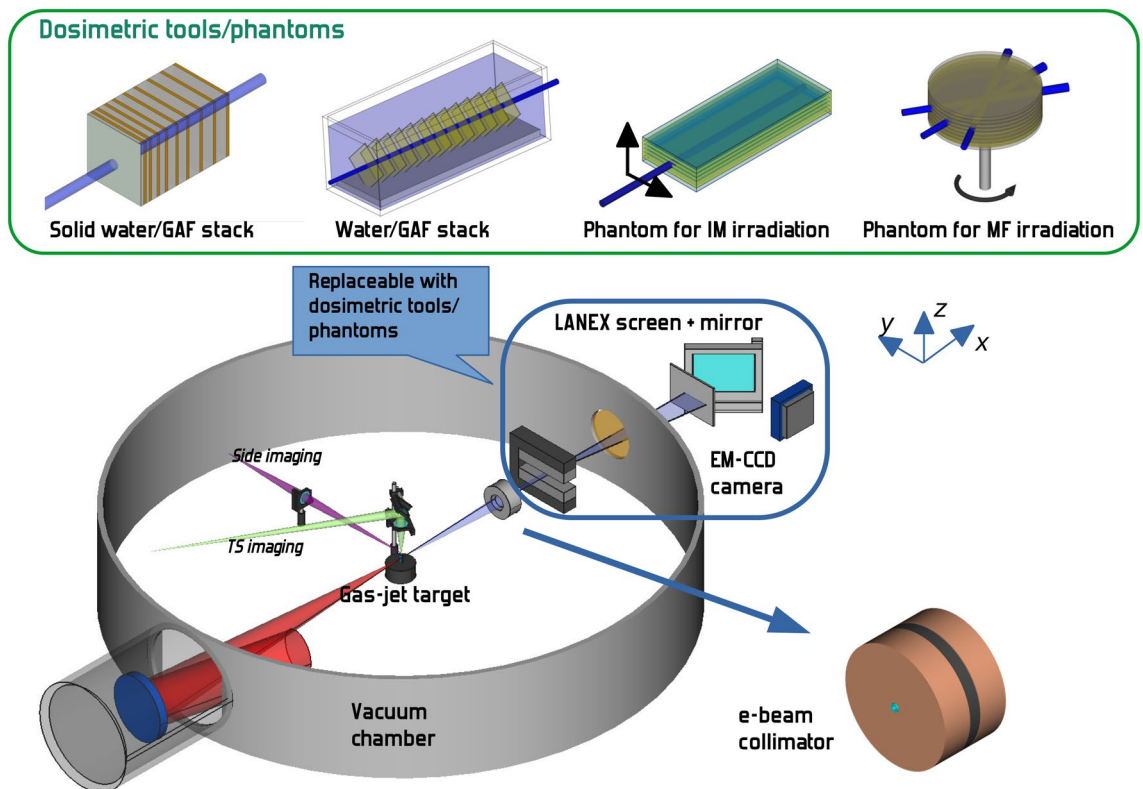 Dosimetric tools/phantoms
Solid water/GAF stack
Water/GAF stack
Phantom for IM irradiation
Phantom for MF irradiation
Replaceable with
dosimetric tools/
phantoms
LANEX screen + mirror
y
z
x
EM-CCD
camera
Side imaging
TS imaging
Gas-jet target
Vacuum
chamber
e-beam
collimator